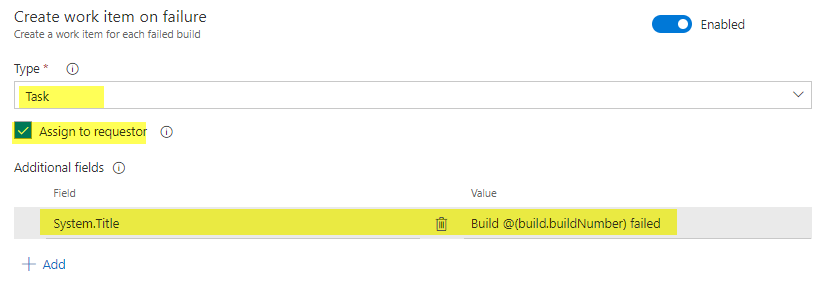 Create work item on failure
Create a work item for each failed build
Enabled
Type *
Task
Assign to requestor
Additional fields
Field Value
System.Title Build @(build.buildNumber) failed
Add